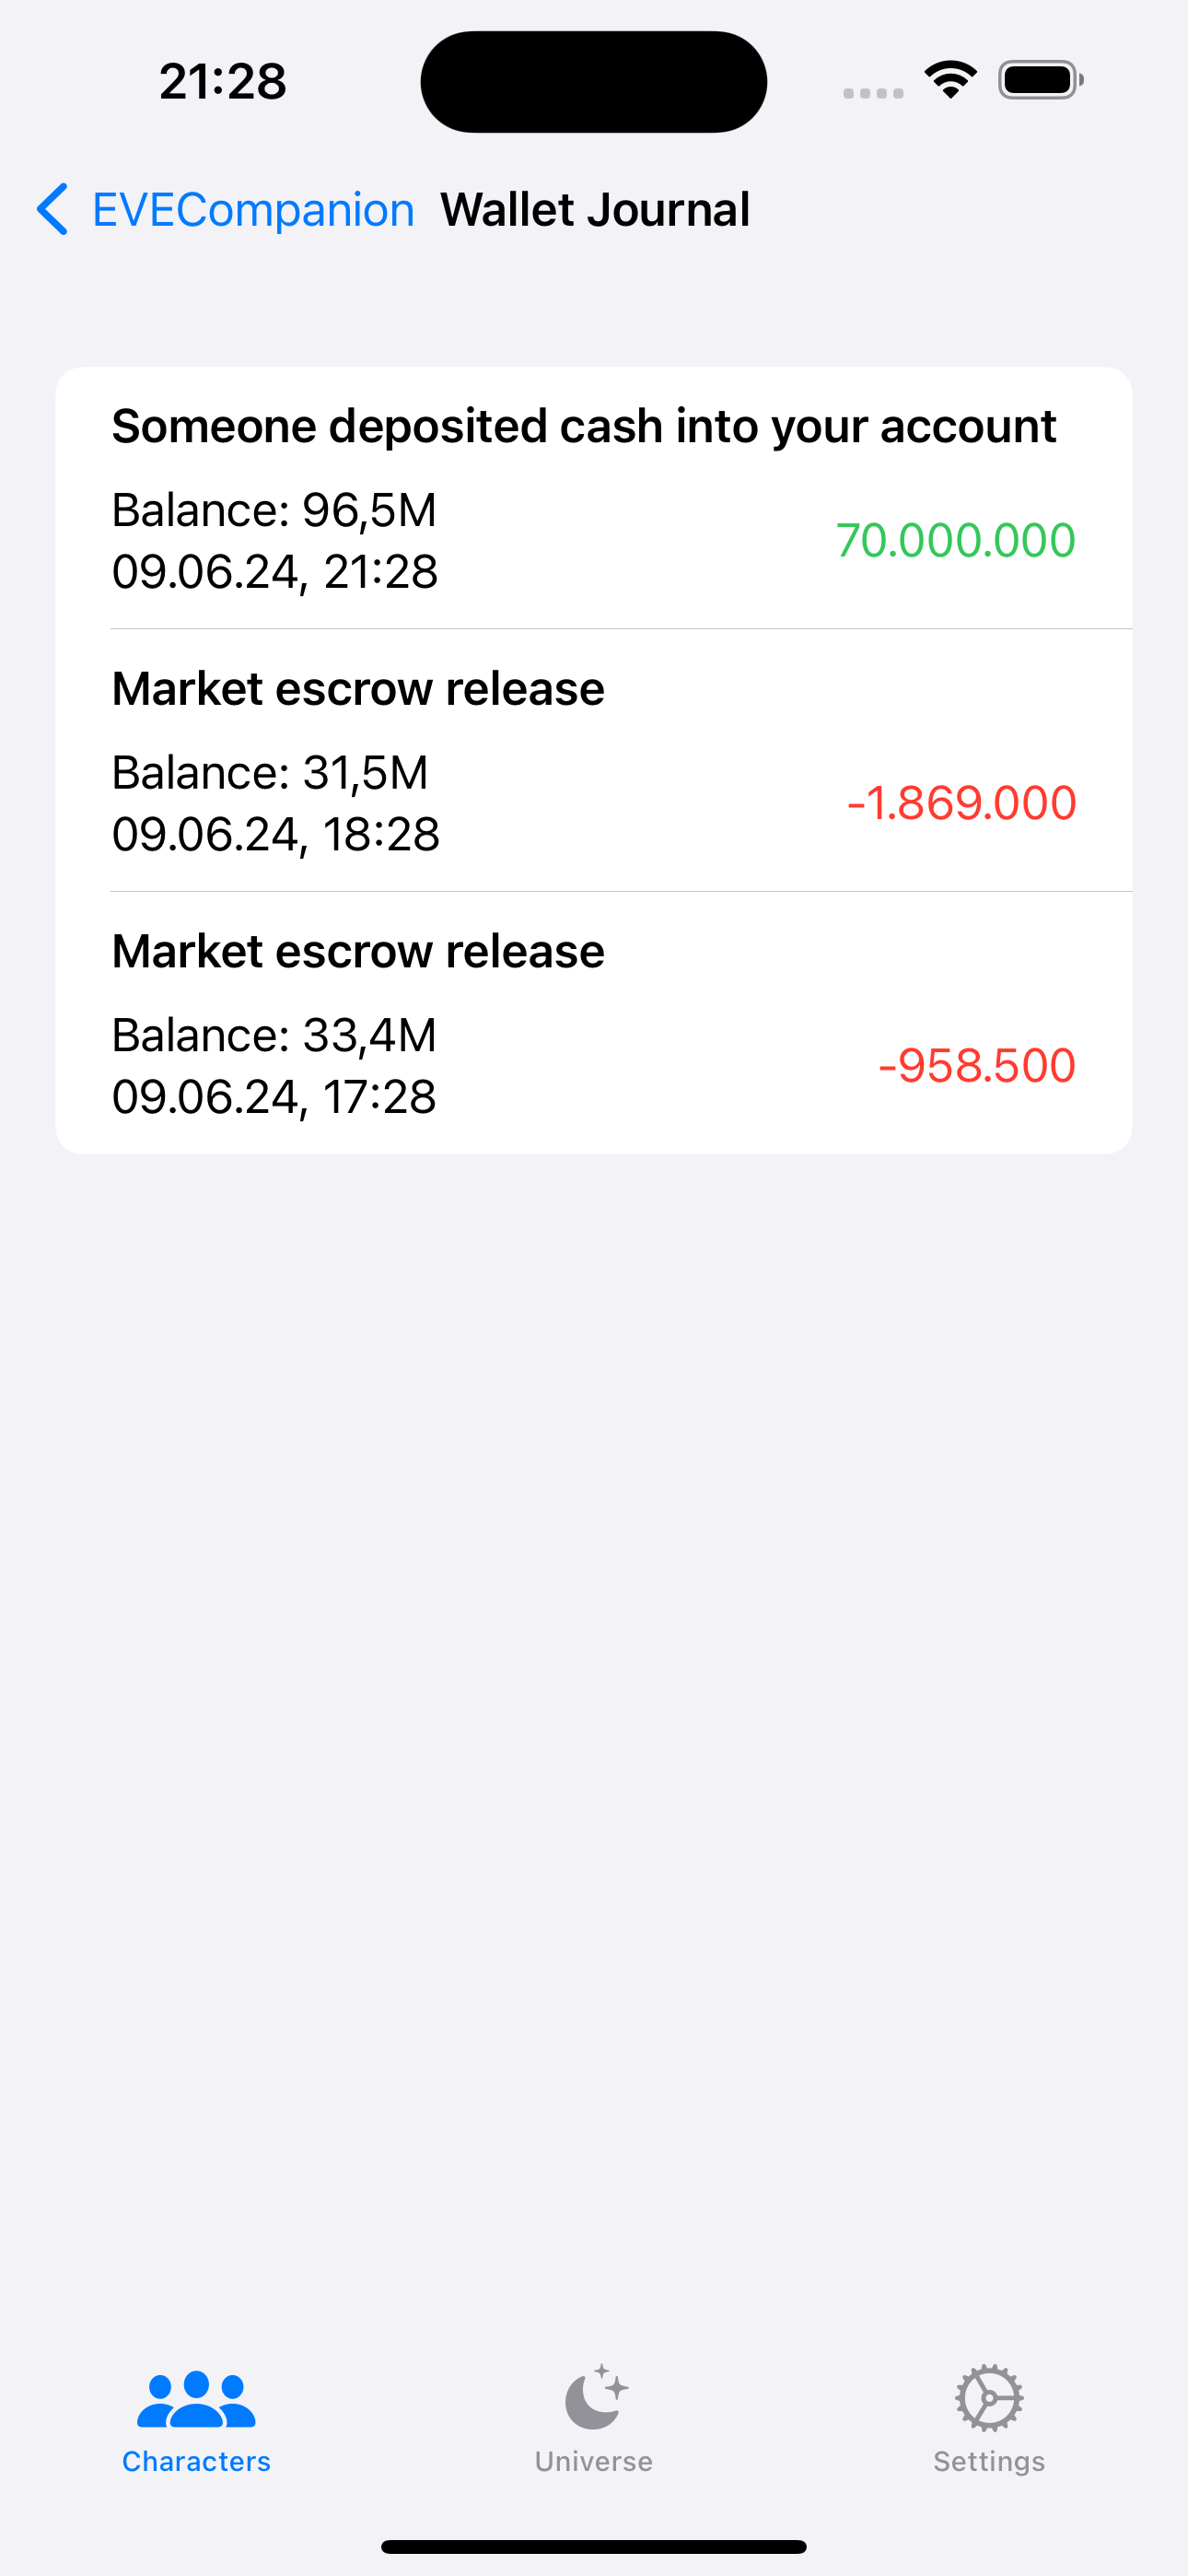 21:28
EVECompanion Wallet Journal
Someone deposited cash into your account
Balance: 96,5M
70.000.000
09.06.24, 21:28
Market escrow release
Balance: 31,5M
-1.869.000
09.06.24, 18:28
Market escrow release
Balance: 33,4M
-958.500
09.06.24, 17:28
Characters Universe Settings